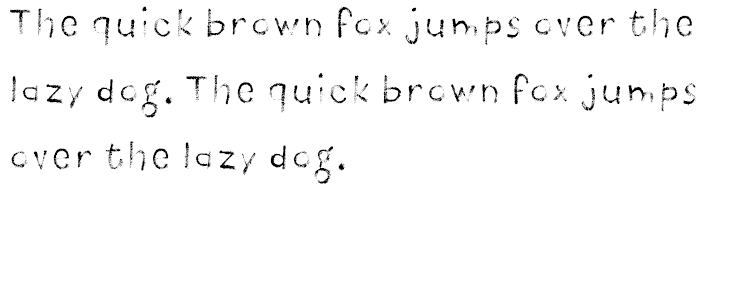 The quick brown fox jumps over the
lazy dog. The quick brown fox jumps
over the lazy dog.